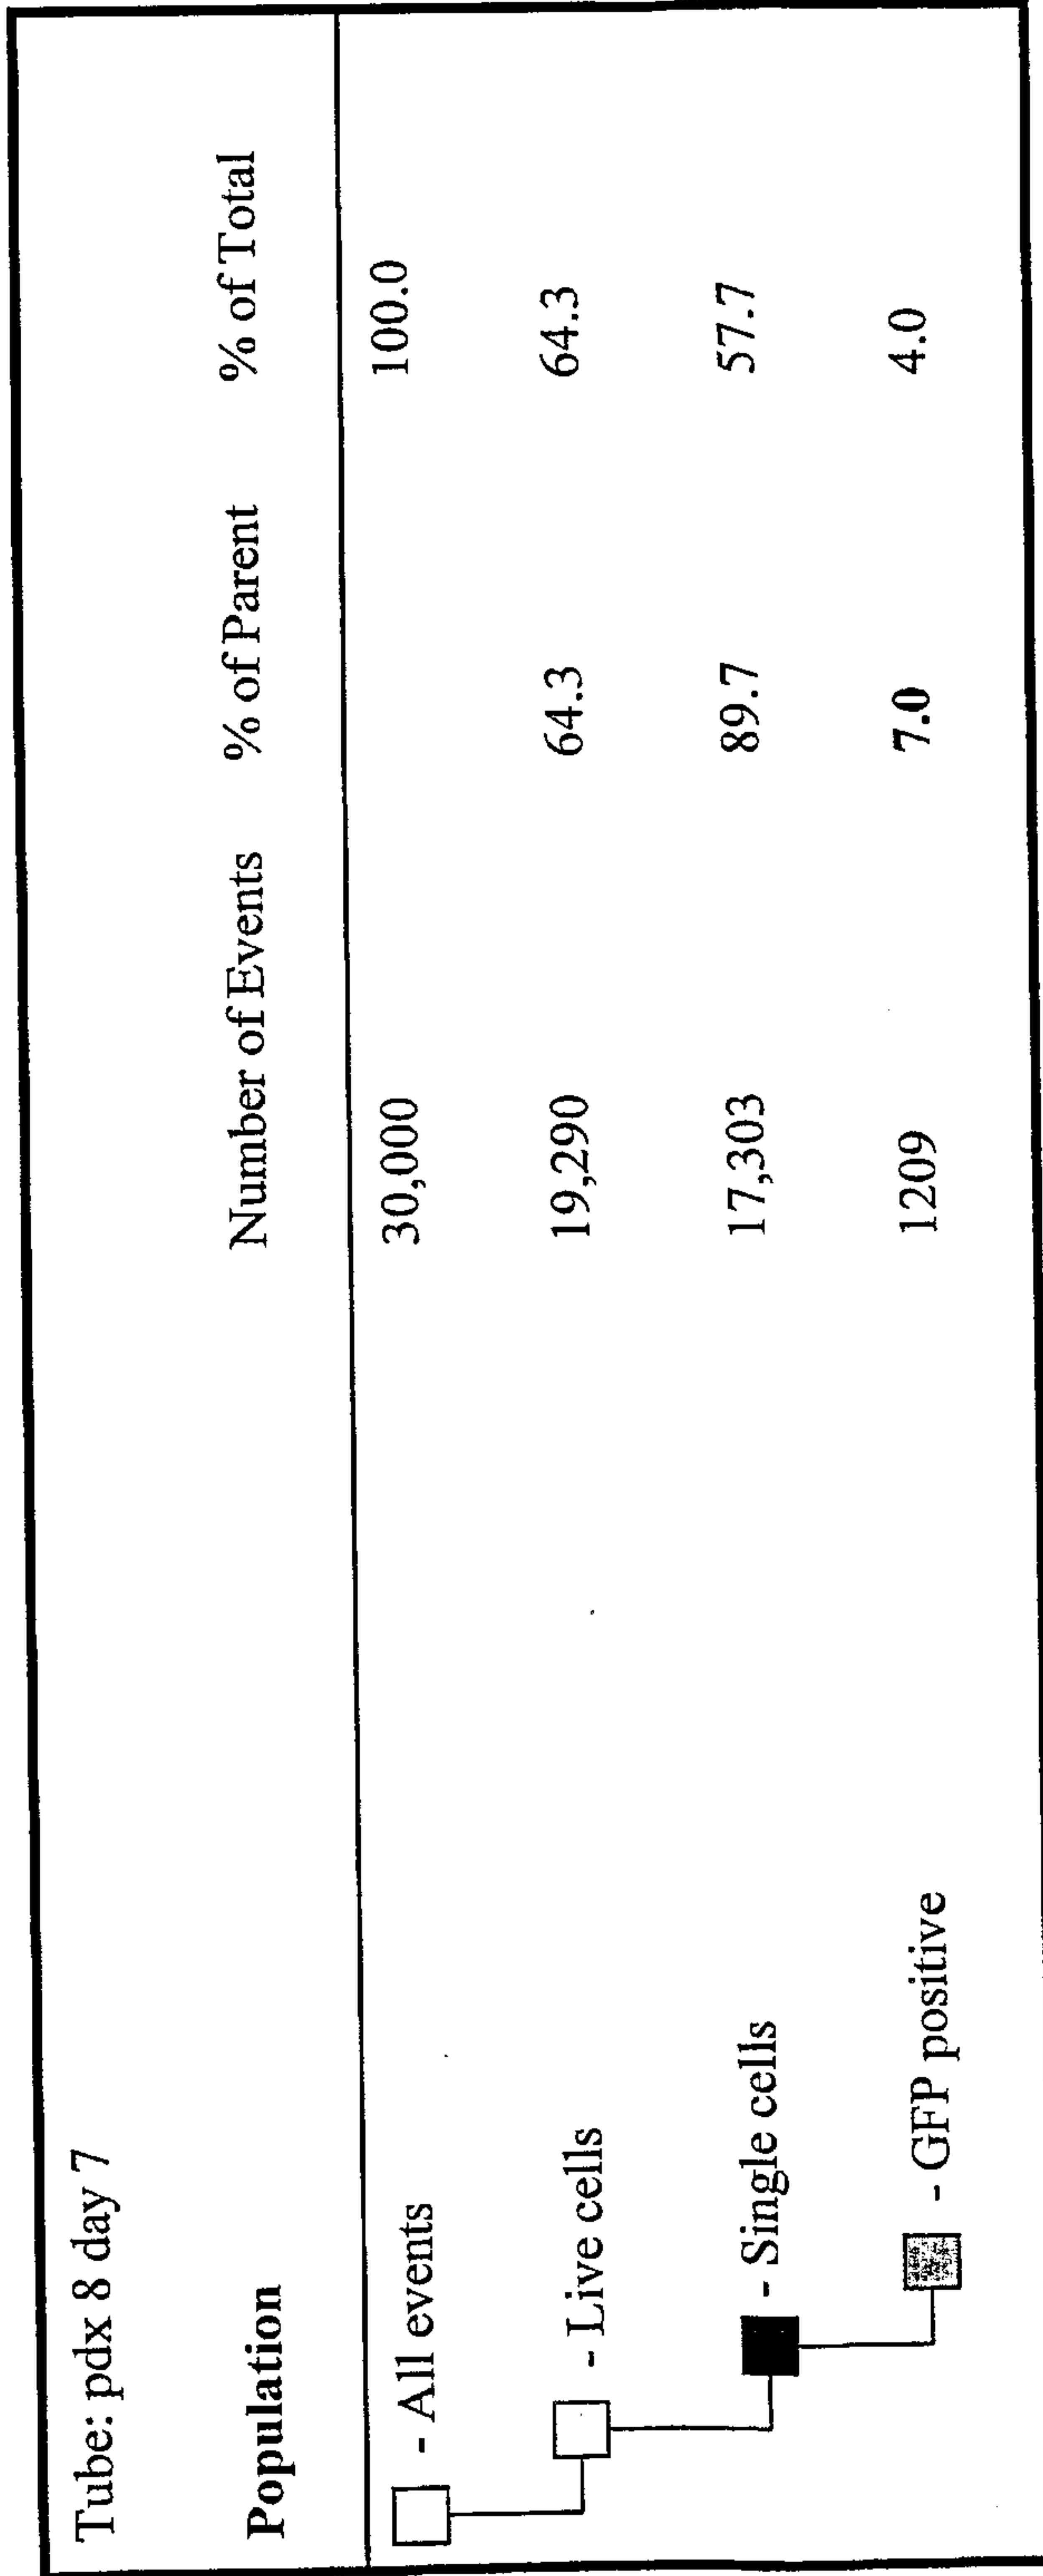 Tube: pdx 8 day 7
Population Number of Events % of Parent % of Total
- All events 30,000 100.0
- Live cells 19,290 64.3 64.3
- Single cells 17,303 89.7 57.7
- GFP positive 1209 7.0 4.0